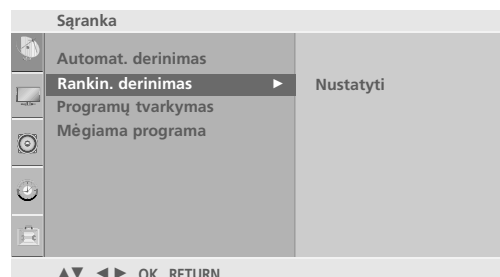 Sąranka
Automat. derinimas
Rankin. derinimas ► Nustatyti
Programų tvarkymas
Mėgiama programa
▲▼ ◄► OK RETURN